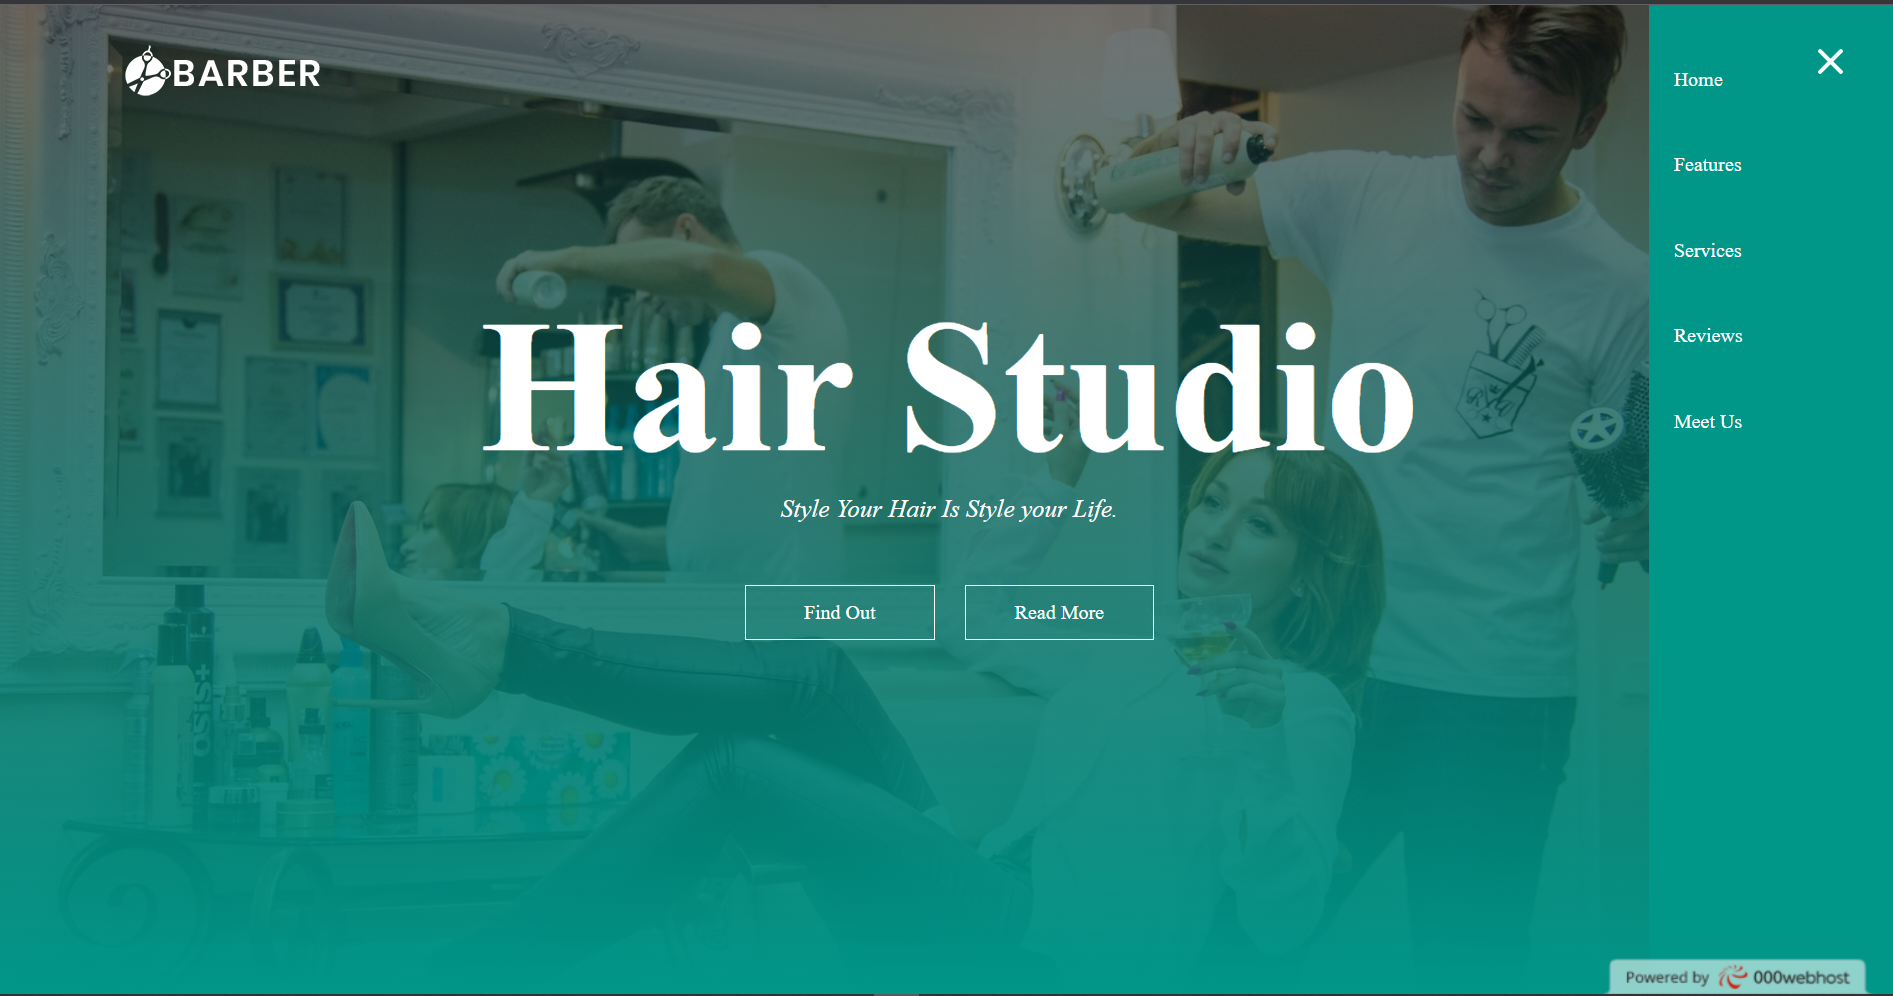 BARBER
Home
Features
Services
Reviews
Meet Us
Hair Studio
Style Your Hair Is Style your Life.
Find Out
Read More
OSiS+
Powered by 000webhost